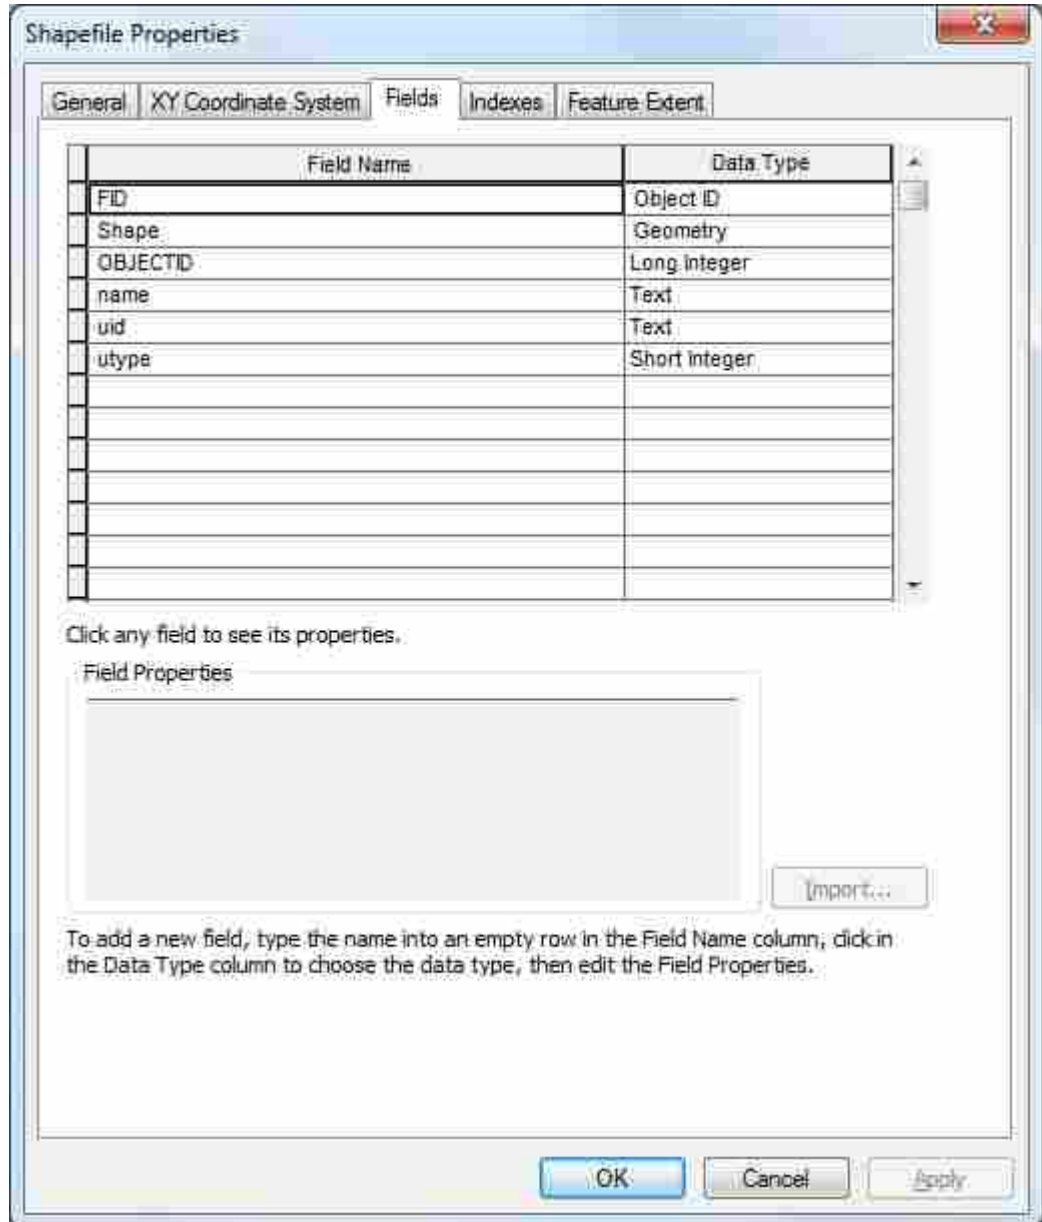 Shapefile Properties
General XY Coordinate System Fields Indexes Feature Extent
Field Name Data Type
FID Object ID
Shape Geometry
OBJECTID Long Integer
name Text
uid Text
utype Short Integer
Click any field to see its properties.
Field Properties
Import...
To add a new field, type the name into an empty row in the Field Name column, click in
the Data Type column to choose the data type, then edit the Field Properties.
OK Cancel Apply